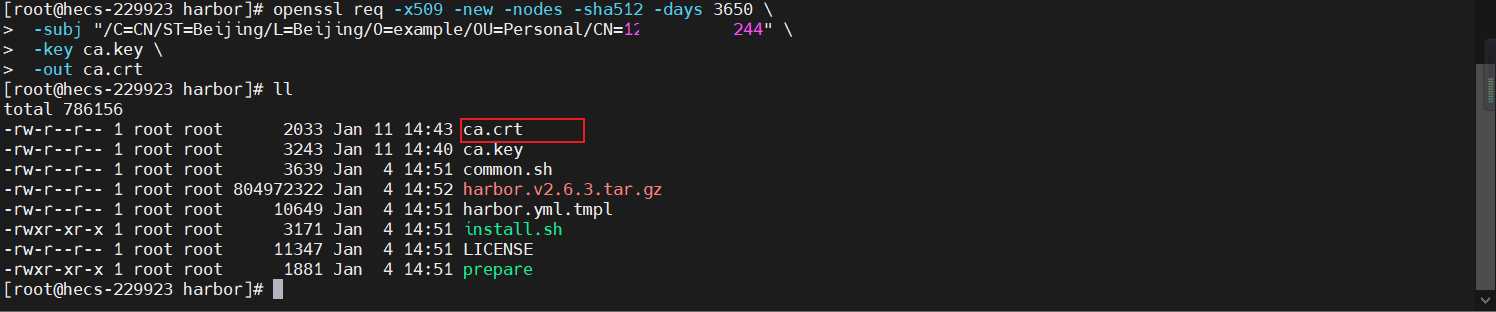 [root@hecs-229923 harbor]# openssl req -x509 -new -nodes -sha512 -days 3650 \
>  -subj "/C=CN/ST=Beijing/L=Beijing/O=example/OU=Personal/CN=12 244" \
>  -key ca.key \
>  -out ca.crt
[root@hecs-229923 harbor]# ll
total 786156
-rw-r--r-- 1 root root      2033 Jan 11 14:43 ca.crt
-rw-r--r-- 1 root root      3243 Jan 11 14:40 ca.key
-rw-r--r-- 1 root root      3639 Jan  4 14:51 common.sh
-rw-r--r-- 1 root root 804972322 Jan  4 14:52 harbor.v2.6.3.tar.gz
-rw-r--r-- 1 root root     10649 Jan  4 14:51 harbor.yml.tmpl
-rwxr-xr-x 1 root root      3171 Jan  4 14:51 install.sh
-rw-r--r-- 1 root root     11347 Jan  4 14:51 LICENSE
-rwxr-xr-x 1 root root      1881 Jan  4 14:51 prepare
[root@hecs-229923 harbor]#